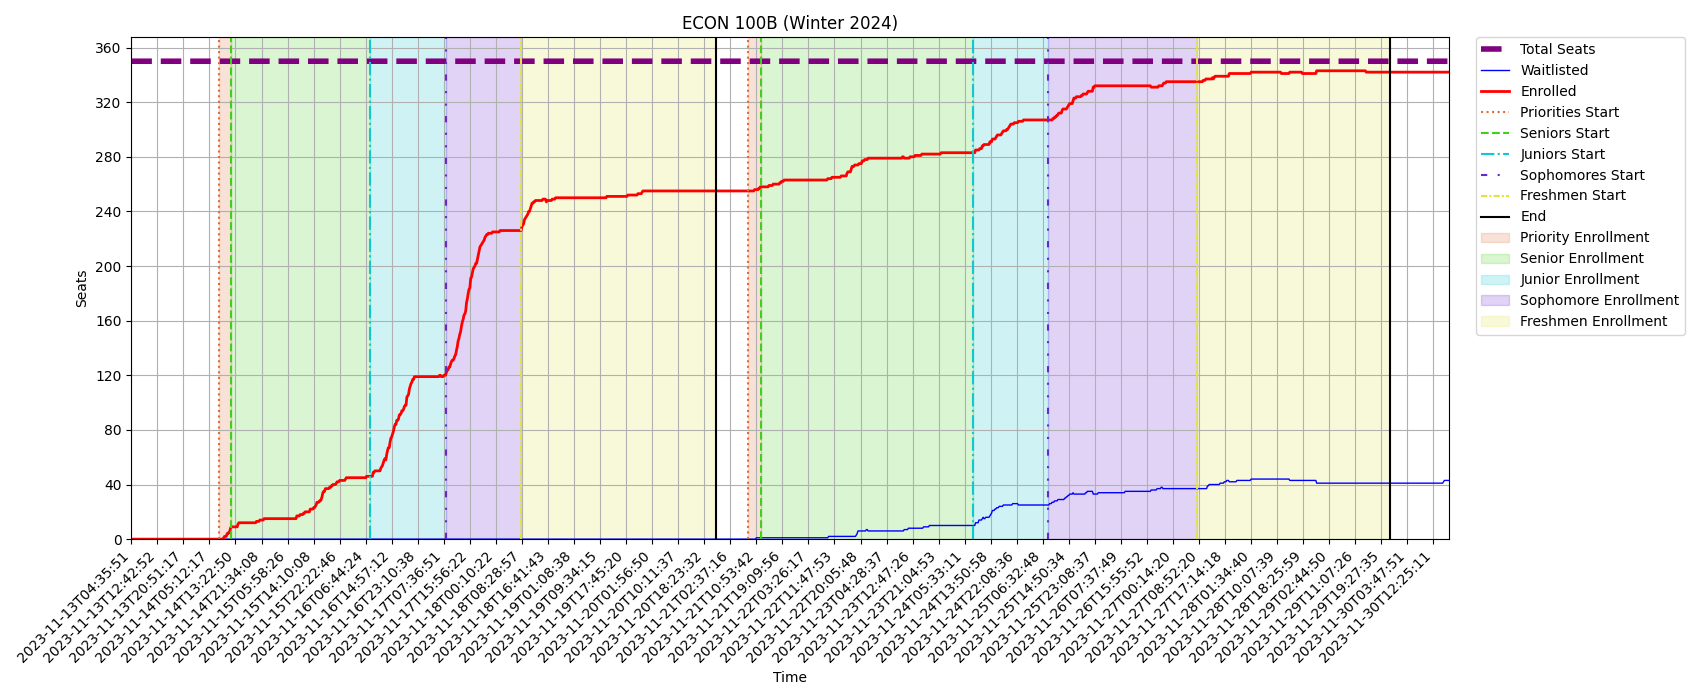 ECON 100B (Winter 2024)
360
320
280
240
200
160
120
80
40
0
Seats
2023-11-13T04:35:51
2023-11-13T12:42:52
2023-11-13T20:51:17
2023-11-14T05:12:17
2023-11-14T13:22:50
2023-11-14T21:34:08
2023-11-15T05:58:26
2023-11-15T14:10:08
2023-11-15T22:22:46
2023-11-16T06:44:24
2023-11-16T14:57:12
2023-11-16T23:10:38
2023-11-17T07:36:51
2023-11-17T15:56:22
2023-11-18T00:10:22
2023-11-18T08:28:57
2023-11-18T16:41:43
2023-11-19T01:08:38
2023-11-19T09:34:15
2023-11-19T17:45:20
2023-11-20T01:56:50
2023-11-20T10:11:37
2023-11-20T18:23:32
2023-11-21T02:37:16
2023-11-21T10:53:42
2023-11-21T19:09:56
2023-11-22T03:26:17
2023-11-22T11:47:53
2023-11-22T20:05:48
2023-11-23T04:28:37
2023-11-23T12:47:26
2023-11-23T21:04:53
2023-11-24T05:33:11
2023-11-24T13:50:58
2023-11-24T22:08:36
2023-11-25T06:32:48
2023-11-25T14:50:34
2023-11-25T23:08:37
2023-11-26T07:37:49
2023-11-26T15:55:52
2023-11-27T00:14:20
2023-11-27T08:52:20
2023-11-27T17:14:18
2023-11-28T01:34:40
2023-11-28T10:07:39
2023-11-28T18:25:59
2023-11-29T02:44:50
2023-11-29T11:07:26
2023-11-29T19:27:35
2023-11-30T03:47:51
2023-11-30T12:25:11
Time
Total Seats
Waitlisted
Enrolled
Priorities Start
Seniors Start
Juniors Start
Sophomores Start
Freshmen Start
End
Priority Enrollment
Senior Enrollment
Junior Enrollment
Sophomore Enrollment
Freshmen Enrollment